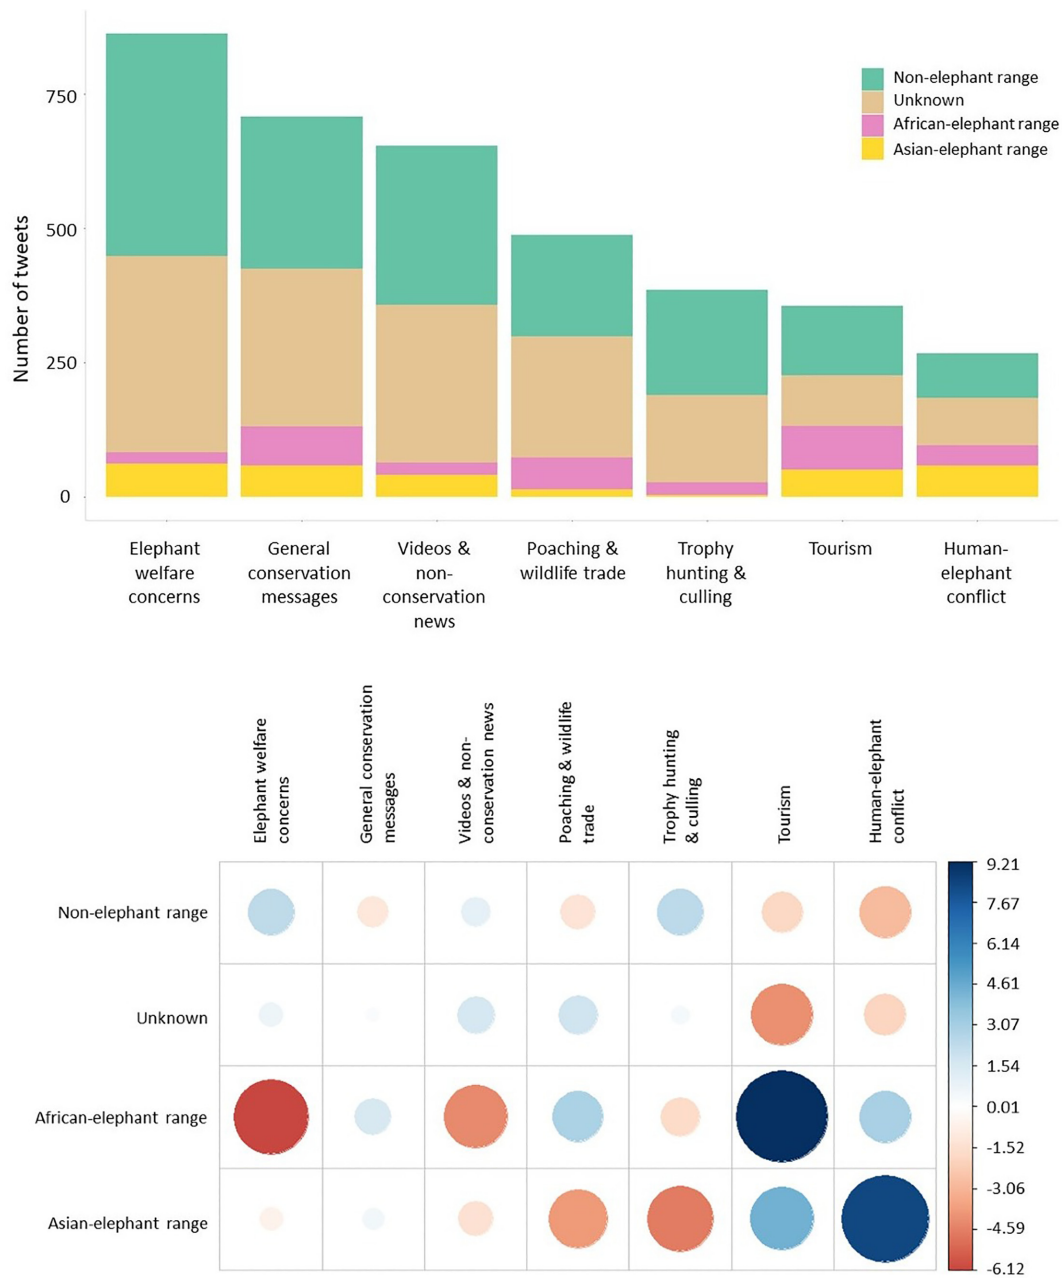 Number of tweets
750
500
250
0
Non-elephant range
Unknown
African-elephant range
Asian-elephant range
Elephant
welfare
concerns
General
conservation
messages
Videos &
non-
conservation
news
Poaching &
wildlife trade
Trophy
hunting &
culling
Tourism
Human-
elephant
conflict
Elephant welfare
concerns
General conservation
messages
Videos & non-
conservation news
Poaching & wildlife
trade
Trophy hunting
& culling
Tourism
Human-elephant
conflict
Non-elephant range
Unknown
African-elephant range
Asian-elephant range
9.21
7.67
6.14
4.61
3.07
1.54
0.01
-1.52
-3.06
-4.59
-6.12